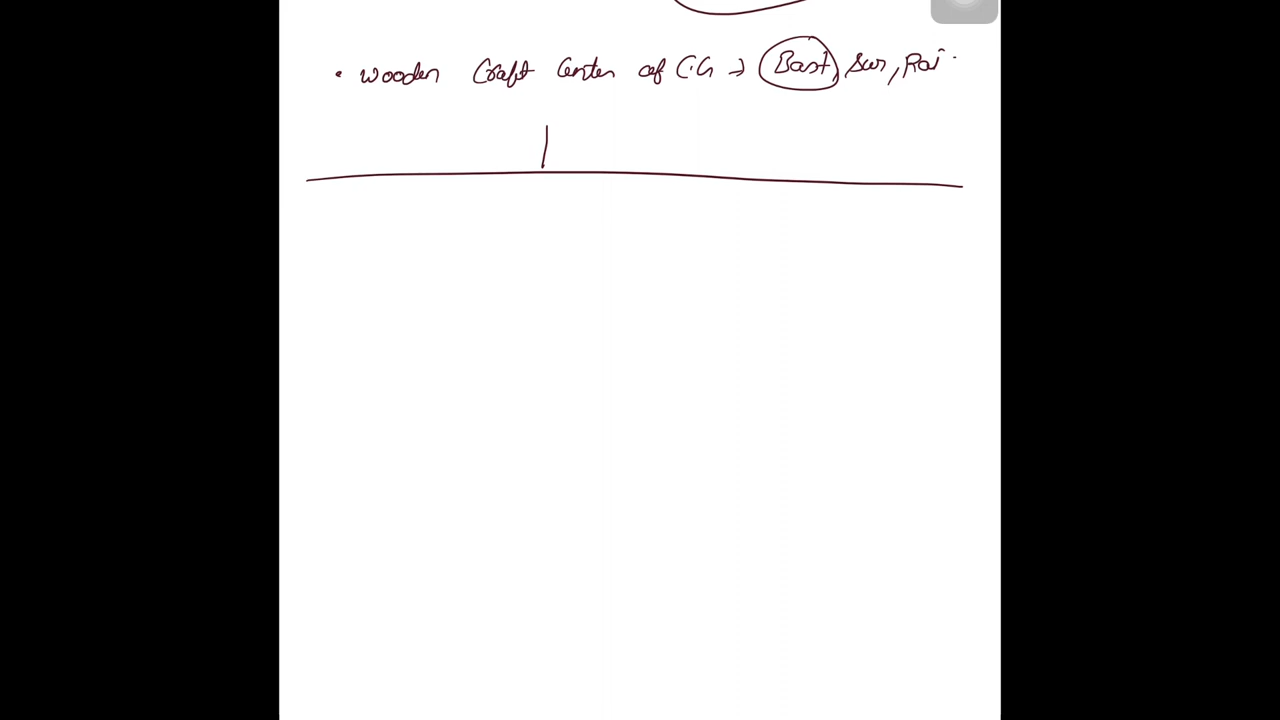 • Wooden Craft Center of C.G → Bast, Sur, Rai.